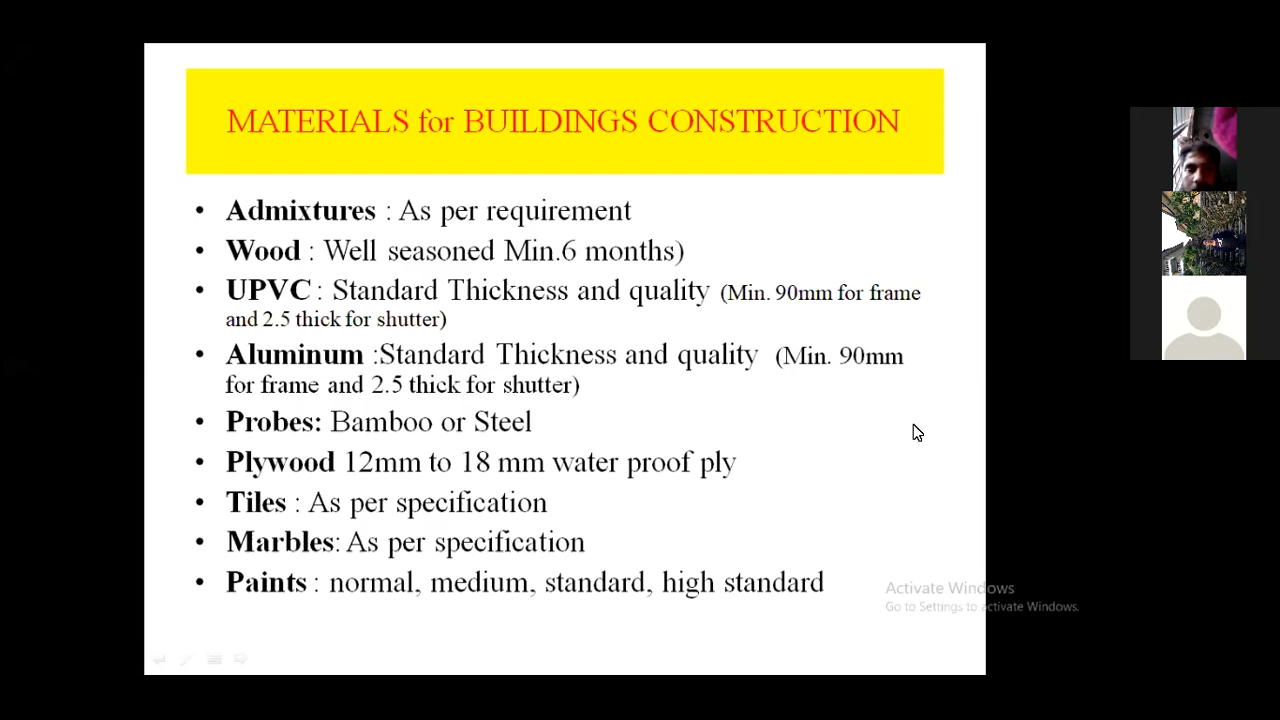 MATERIALS for BUILDINGS CONSTRUCTION
• Admixtures : As per requirement
• Wood : Well seasoned Min.6 months)
• UPVC : Standard Thickness and quality (Min. 90mm for frame
and 2.5 thick for shutter)
• Aluminum :Standard Thickness and quality (Min. 90mm
for frame and 2.5 thick for shutter)
• Probes: Bamboo or Steel
• Plywood 12mm to 18 mm water proof ply
• Tiles : As per specification
• Marbles: As per specification
• Paints : normal, medium, standard, high standard
Activate Windows
Go to Settings to activate Windows.